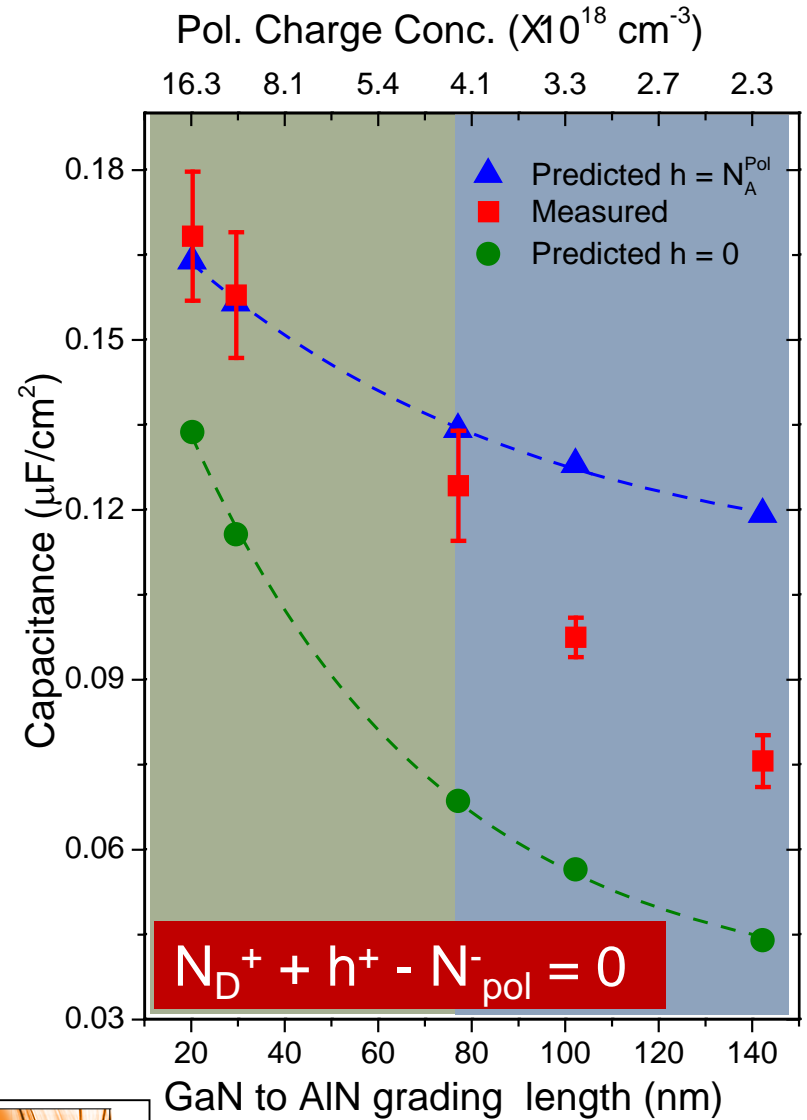 Pol. Charge Conc. (X10^18 cm^-3)
16.3 8.1 5.4 4.1 3.3 2.7 2.3
Predicted h = N_A^Pol
Measured
Predicted h = 0
0.18
0.15
0.12
0.09
0.06
0.03
Capacitance (μF/cm²)
N_D^+ + h^+ - N^-_pol = 0
20 40 60 80 100 120 140
GaN to AlN grading length (nm)